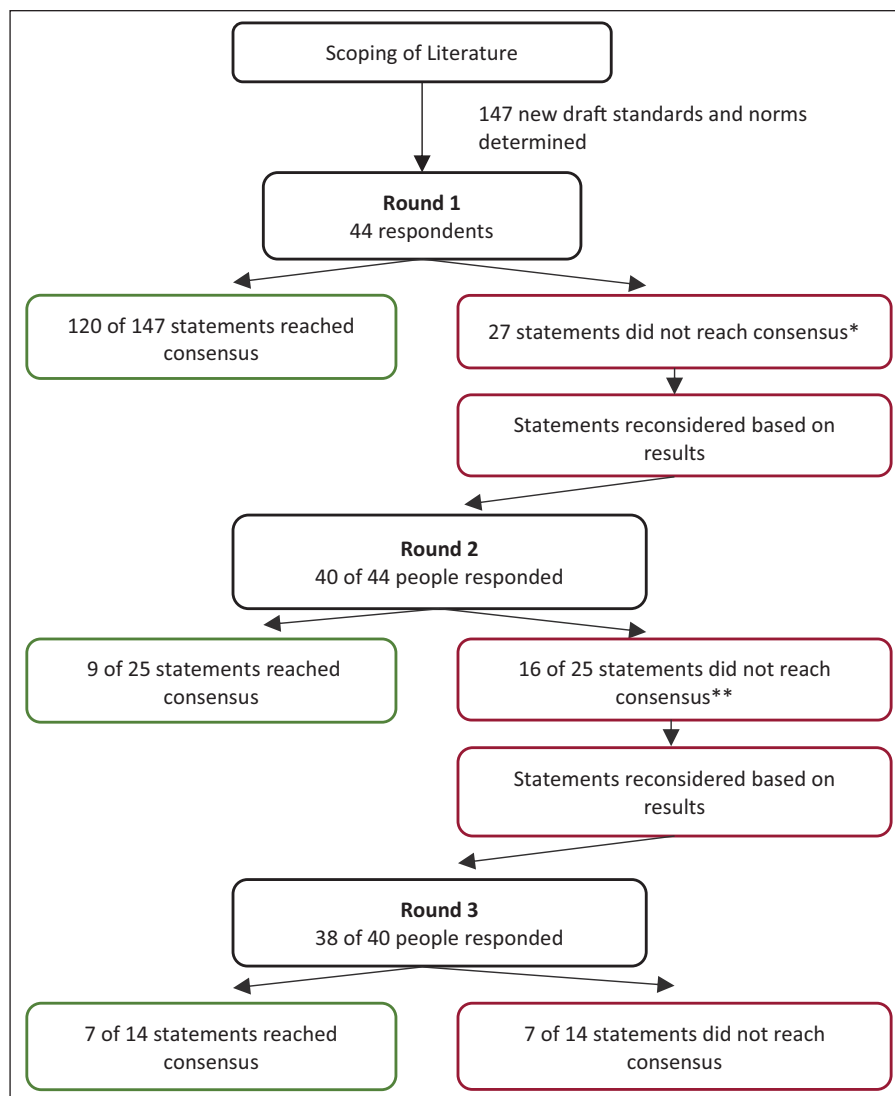 Scoping of Literature
147 new draft standards and norms
determined
Round 1
44 respondents
120 of 147 statements reached
consensus
27 statements did not reach consensus*
Statements reconsidered based on
results
Round 2
40 of 44 people responded
9 of 25 statements reached
consensus
16 of 25 statements did not reach
consensus**
Statements reconsidered based on
results
Round 3
38 of 40 people responded
7 of 14 statements reached
consensus
7 of 14 statements did not reach
consensus